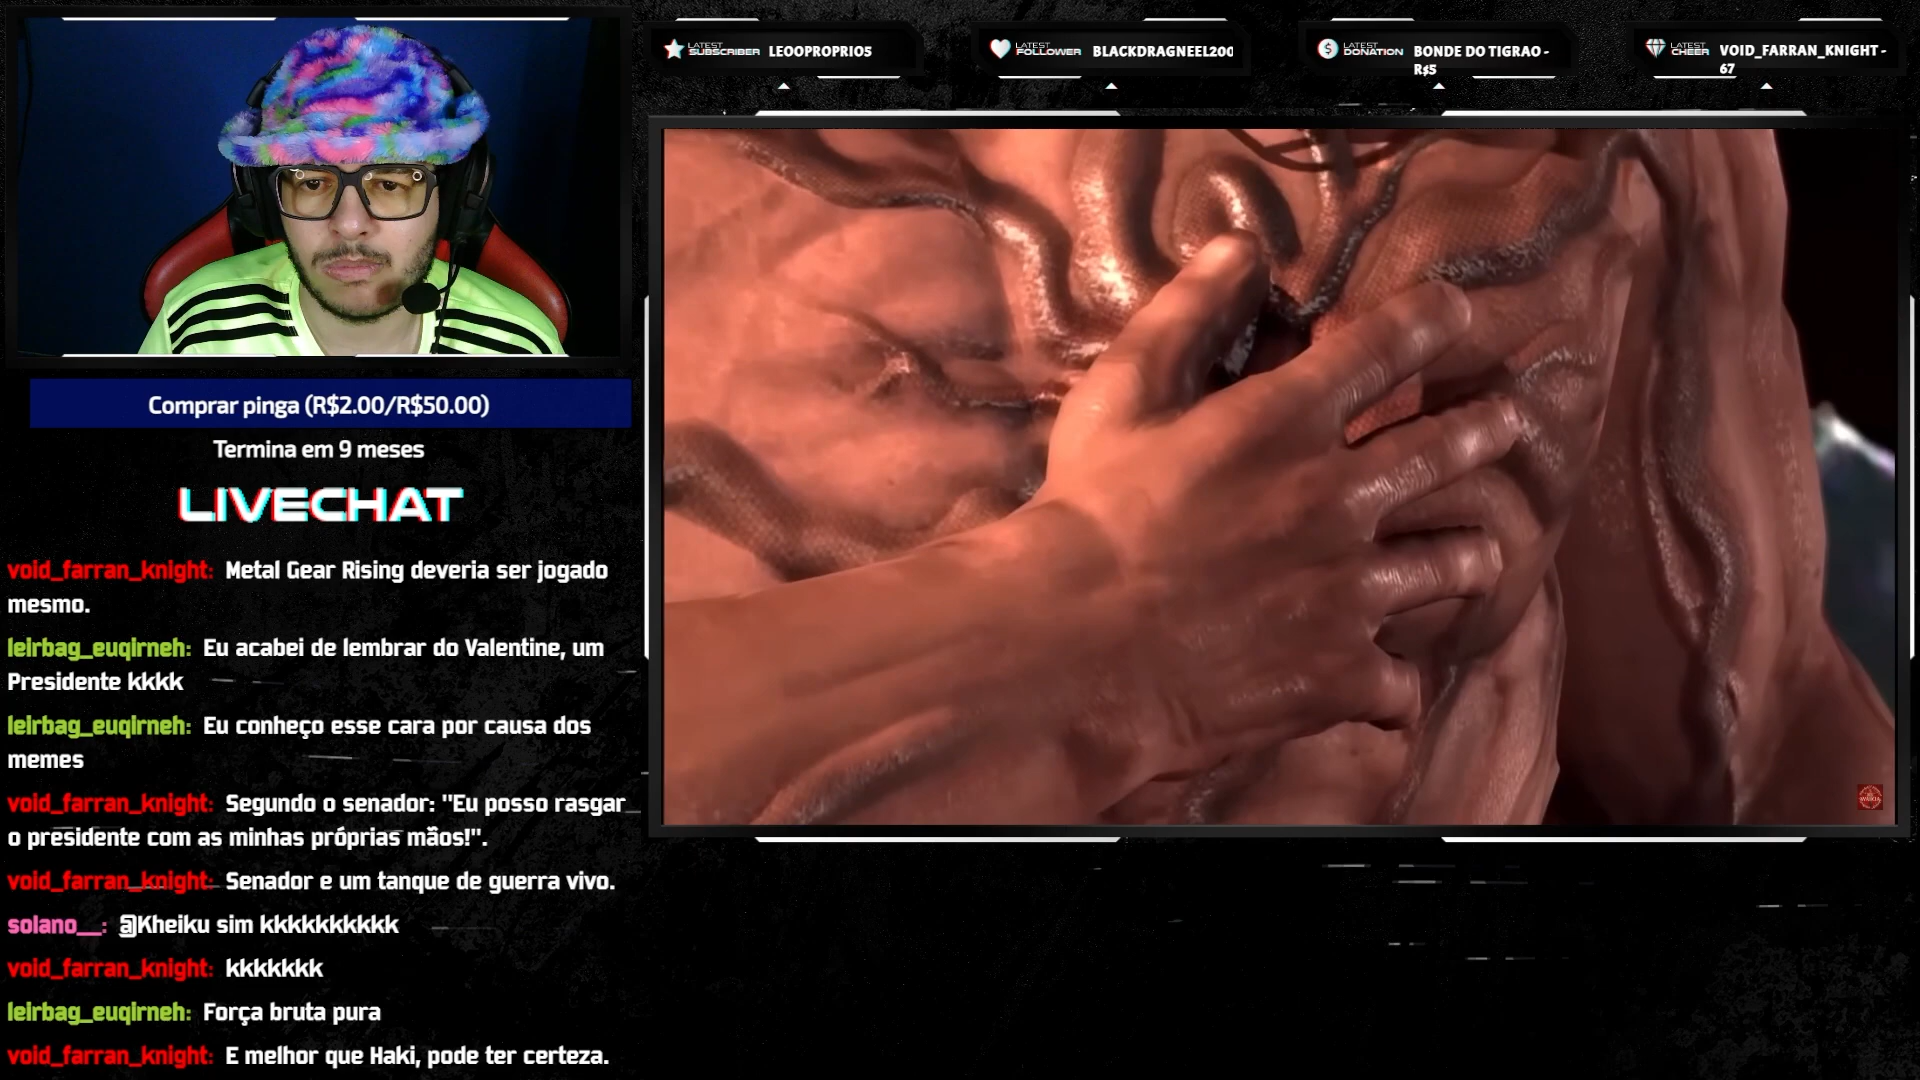 LATEST SUBSCRIBER LEOOPROPRIO5
LATEST FOLLOWER BLACKDRAGNEEL200
LATEST DONATION BONDE DO TIGRAO - R$5
LATEST CHEER VOID_FARRAN_KNIGHT - 67
Comprar pinga (R$2.00/R$50.00)
Termina em 9 meses
LIVECHAT
void_farran_knight: Metal Gear Rising deveria ser jogado
mesmo.
leirbag_euqirneh: Eu acabei de lembrar do Valentine, um
Presidente kkkk
leirbag_euqirneh: Eu conheço esse cara por causa dos
memes
void_farran_knight: Segundo o senador: "Eu posso rasgar
o presidente com as minhas próprias mãos!".
void_farran_knight: Senador e um tanque de guerra vivo.
solano__: @Kheiku sim kkkkkkkkkk
void_farran_knight: kkkkkkk
leirbag_euqirneh: Força bruta pura
void_farran_knight: E melhor que Haki, pode ter certeza.